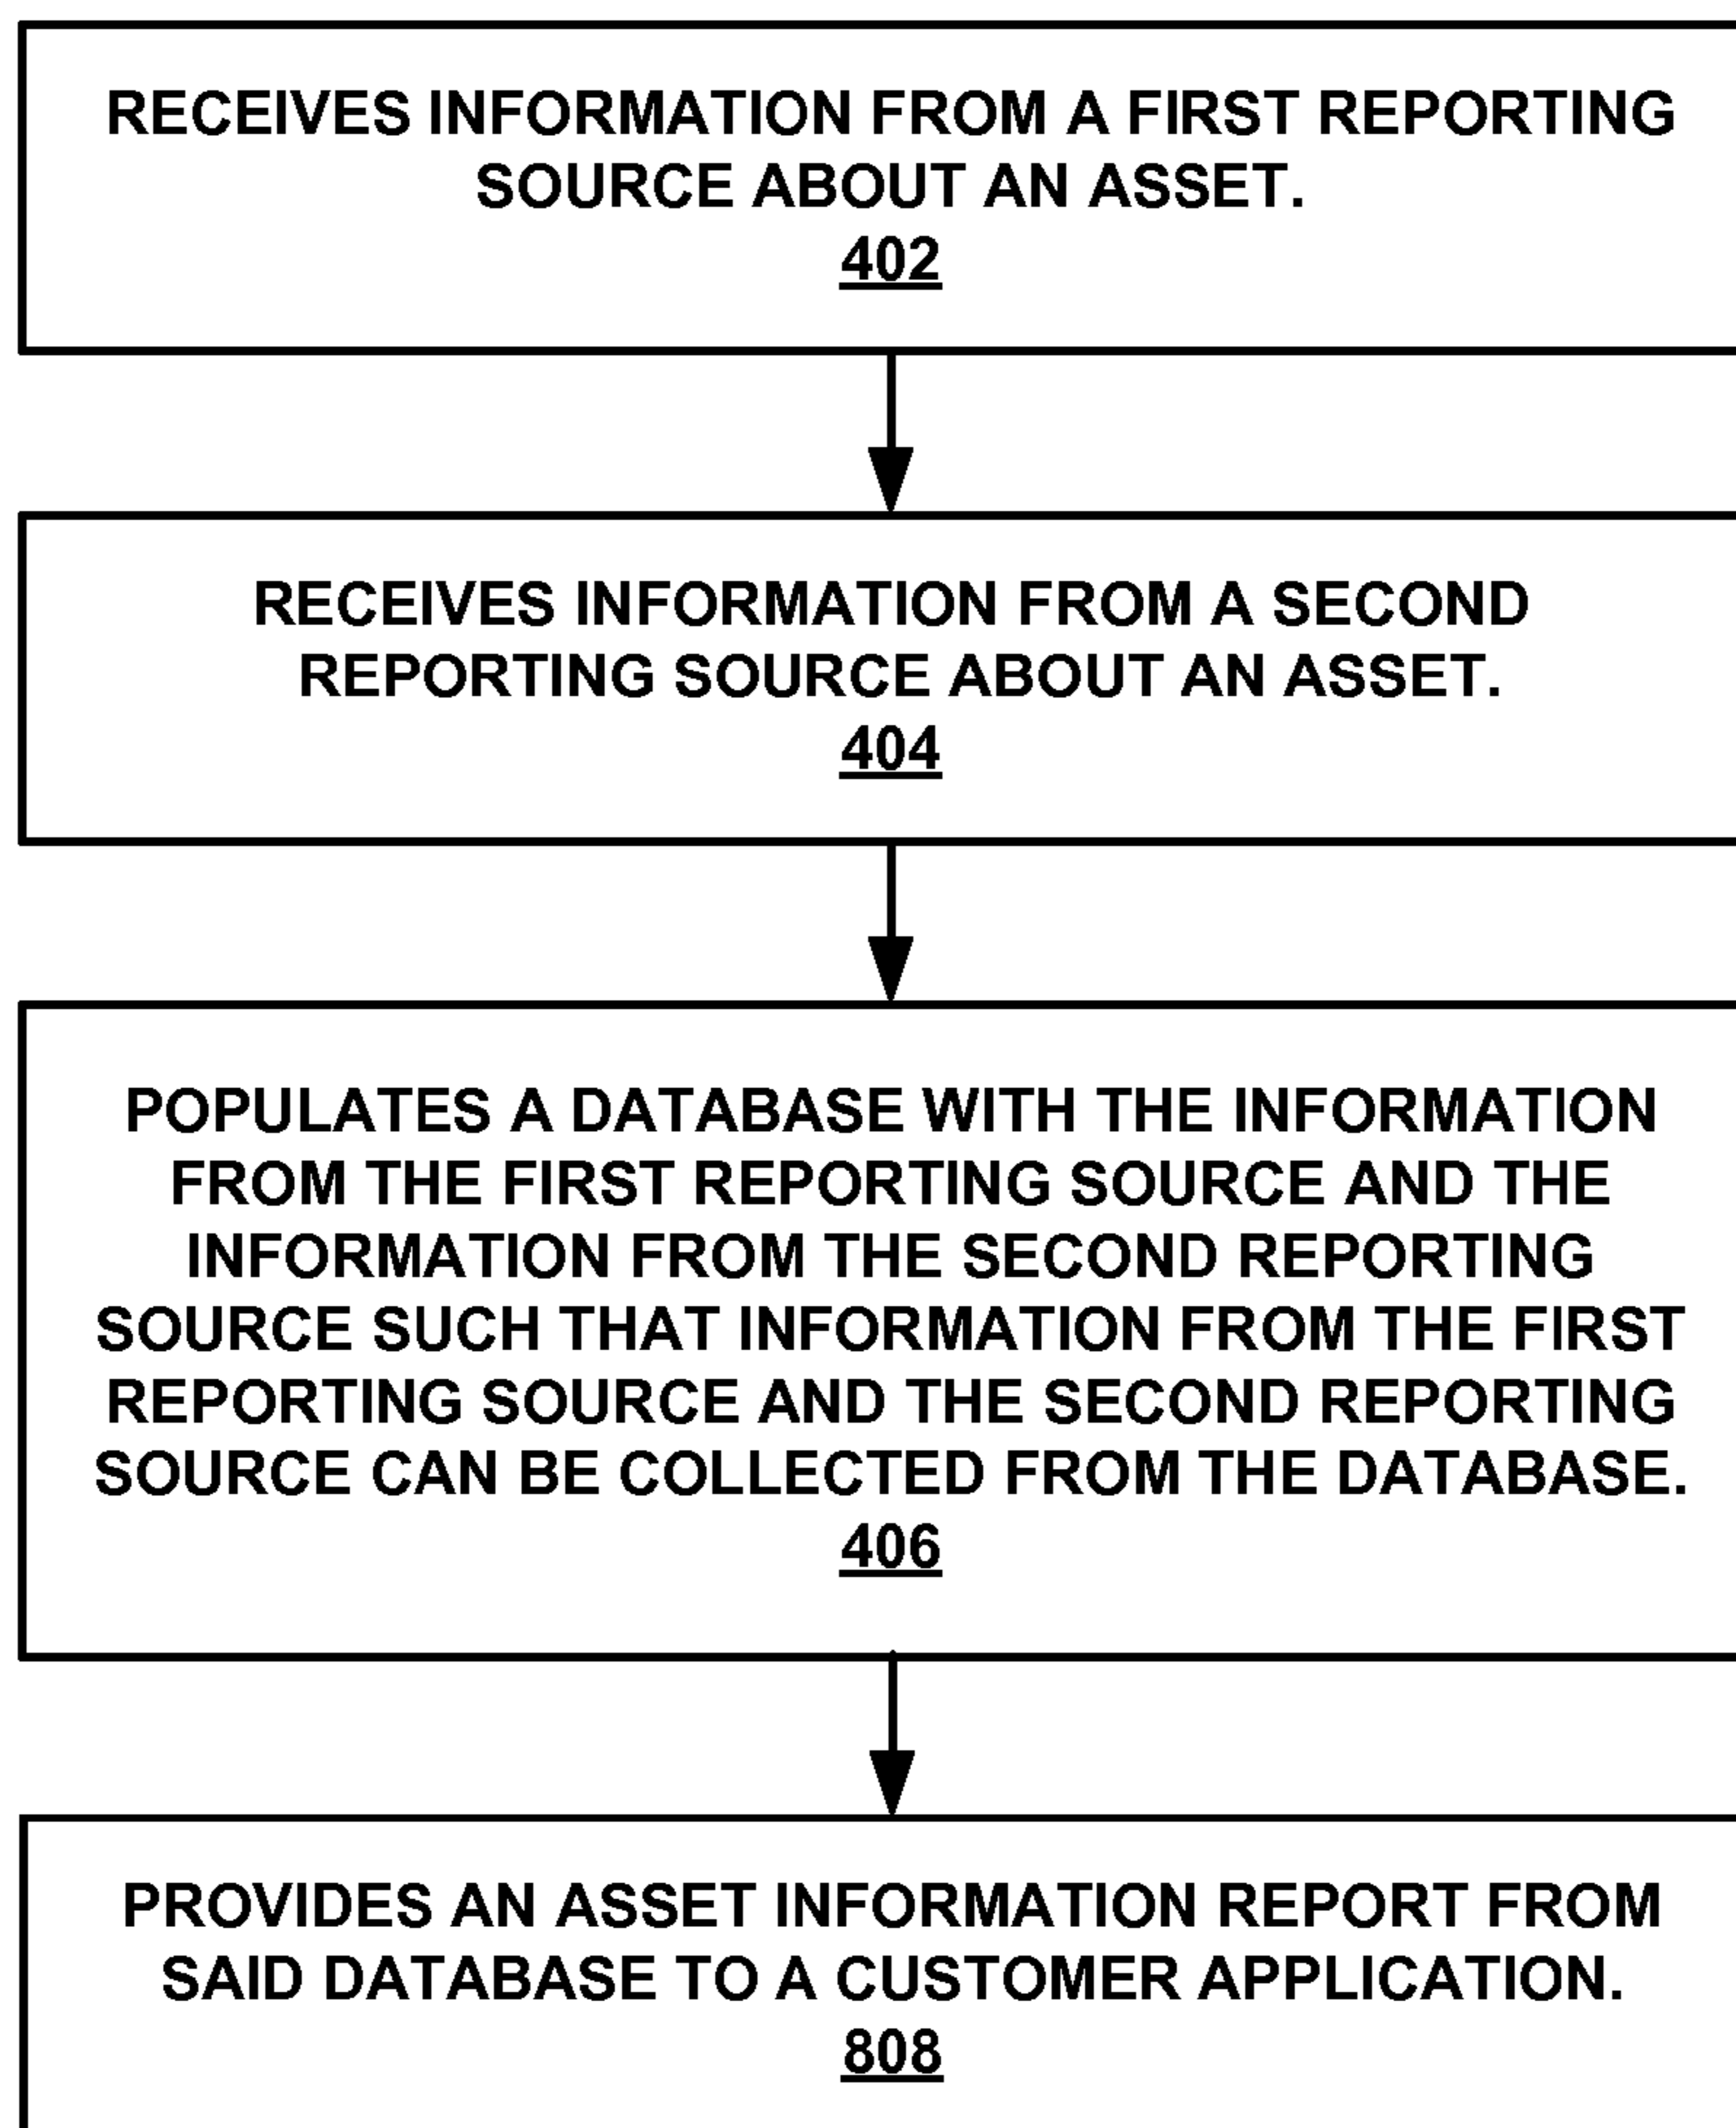 RECEIVES INFORMATION FROM A FIRST REPORTING
SOURCE ABOUT AN ASSET.
402
RECEIVES INFORMATION FROM A SECOND
REPORTING SOURCE ABOUT AN ASSET.
404
POPULATES A DATABASE WITH THE INFORMATION
FROM THE FIRST REPORTING SOURCE AND THE
INFORMATION FROM THE SECOND REPORTING
SOURCE SUCH THAT INFORMATION FROM THE FIRST
REPORTING SOURCE AND THE SECOND REPORTING
SOURCE CAN BE COLLECTED FROM THE DATABASE.
406
PROVIDES AN ASSET INFORMATION REPORT FROM
SAID DATABASE TO A CUSTOMER APPLICATION.
808